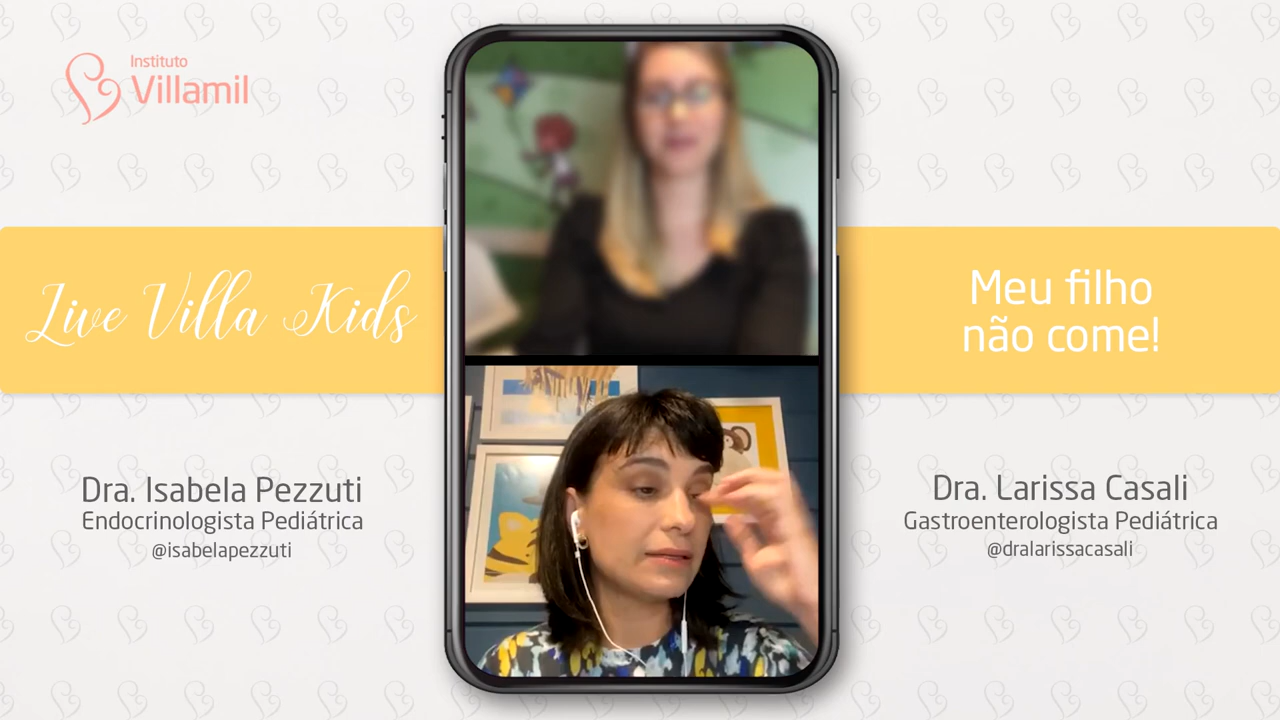 Instituto
Villamil
Live Villa Kids
Meu filho
não come!
Dra. Isabela Pezzuti
Endocrinologista Pediátrica
@isabelapezzuti
Dra. Larissa Casali
Gastroenterologista Pediátrica
@dralarissacasali